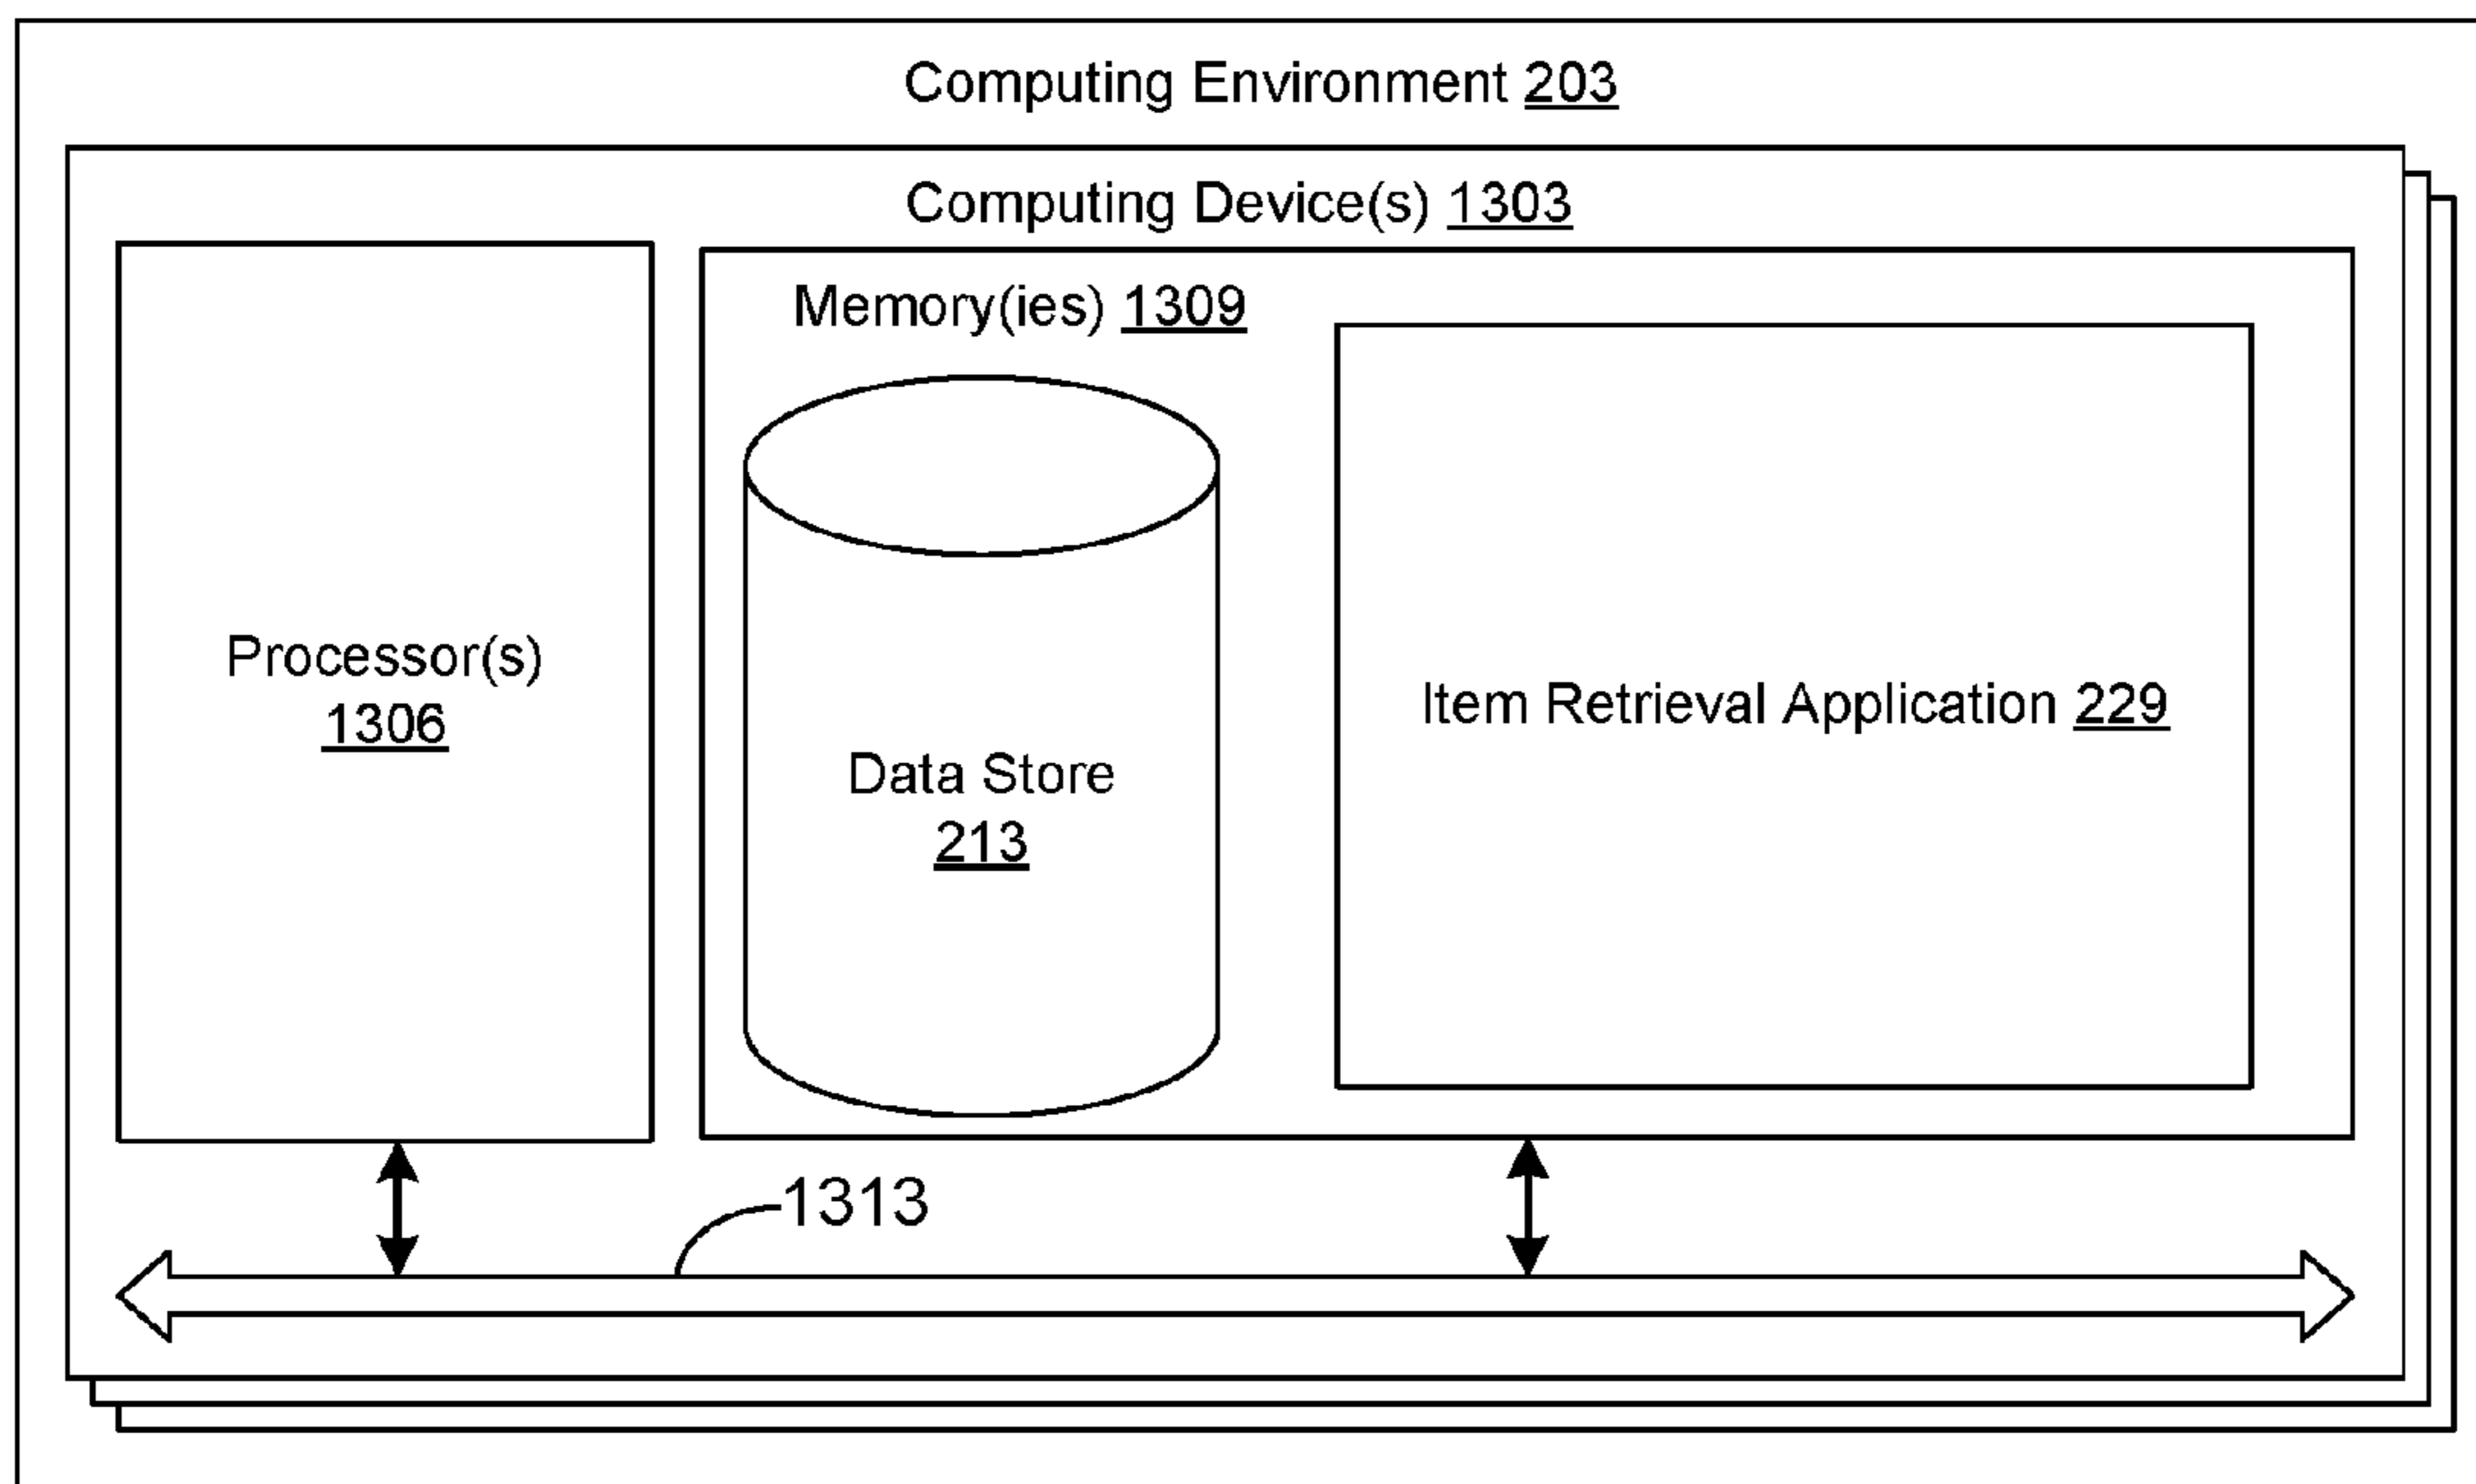 Computing Environment 203
Computing Device(s) 1303
Memory(ies) 1309
Processor(s)
1306
Data Store
213
Item Retrieval Application 229
1313